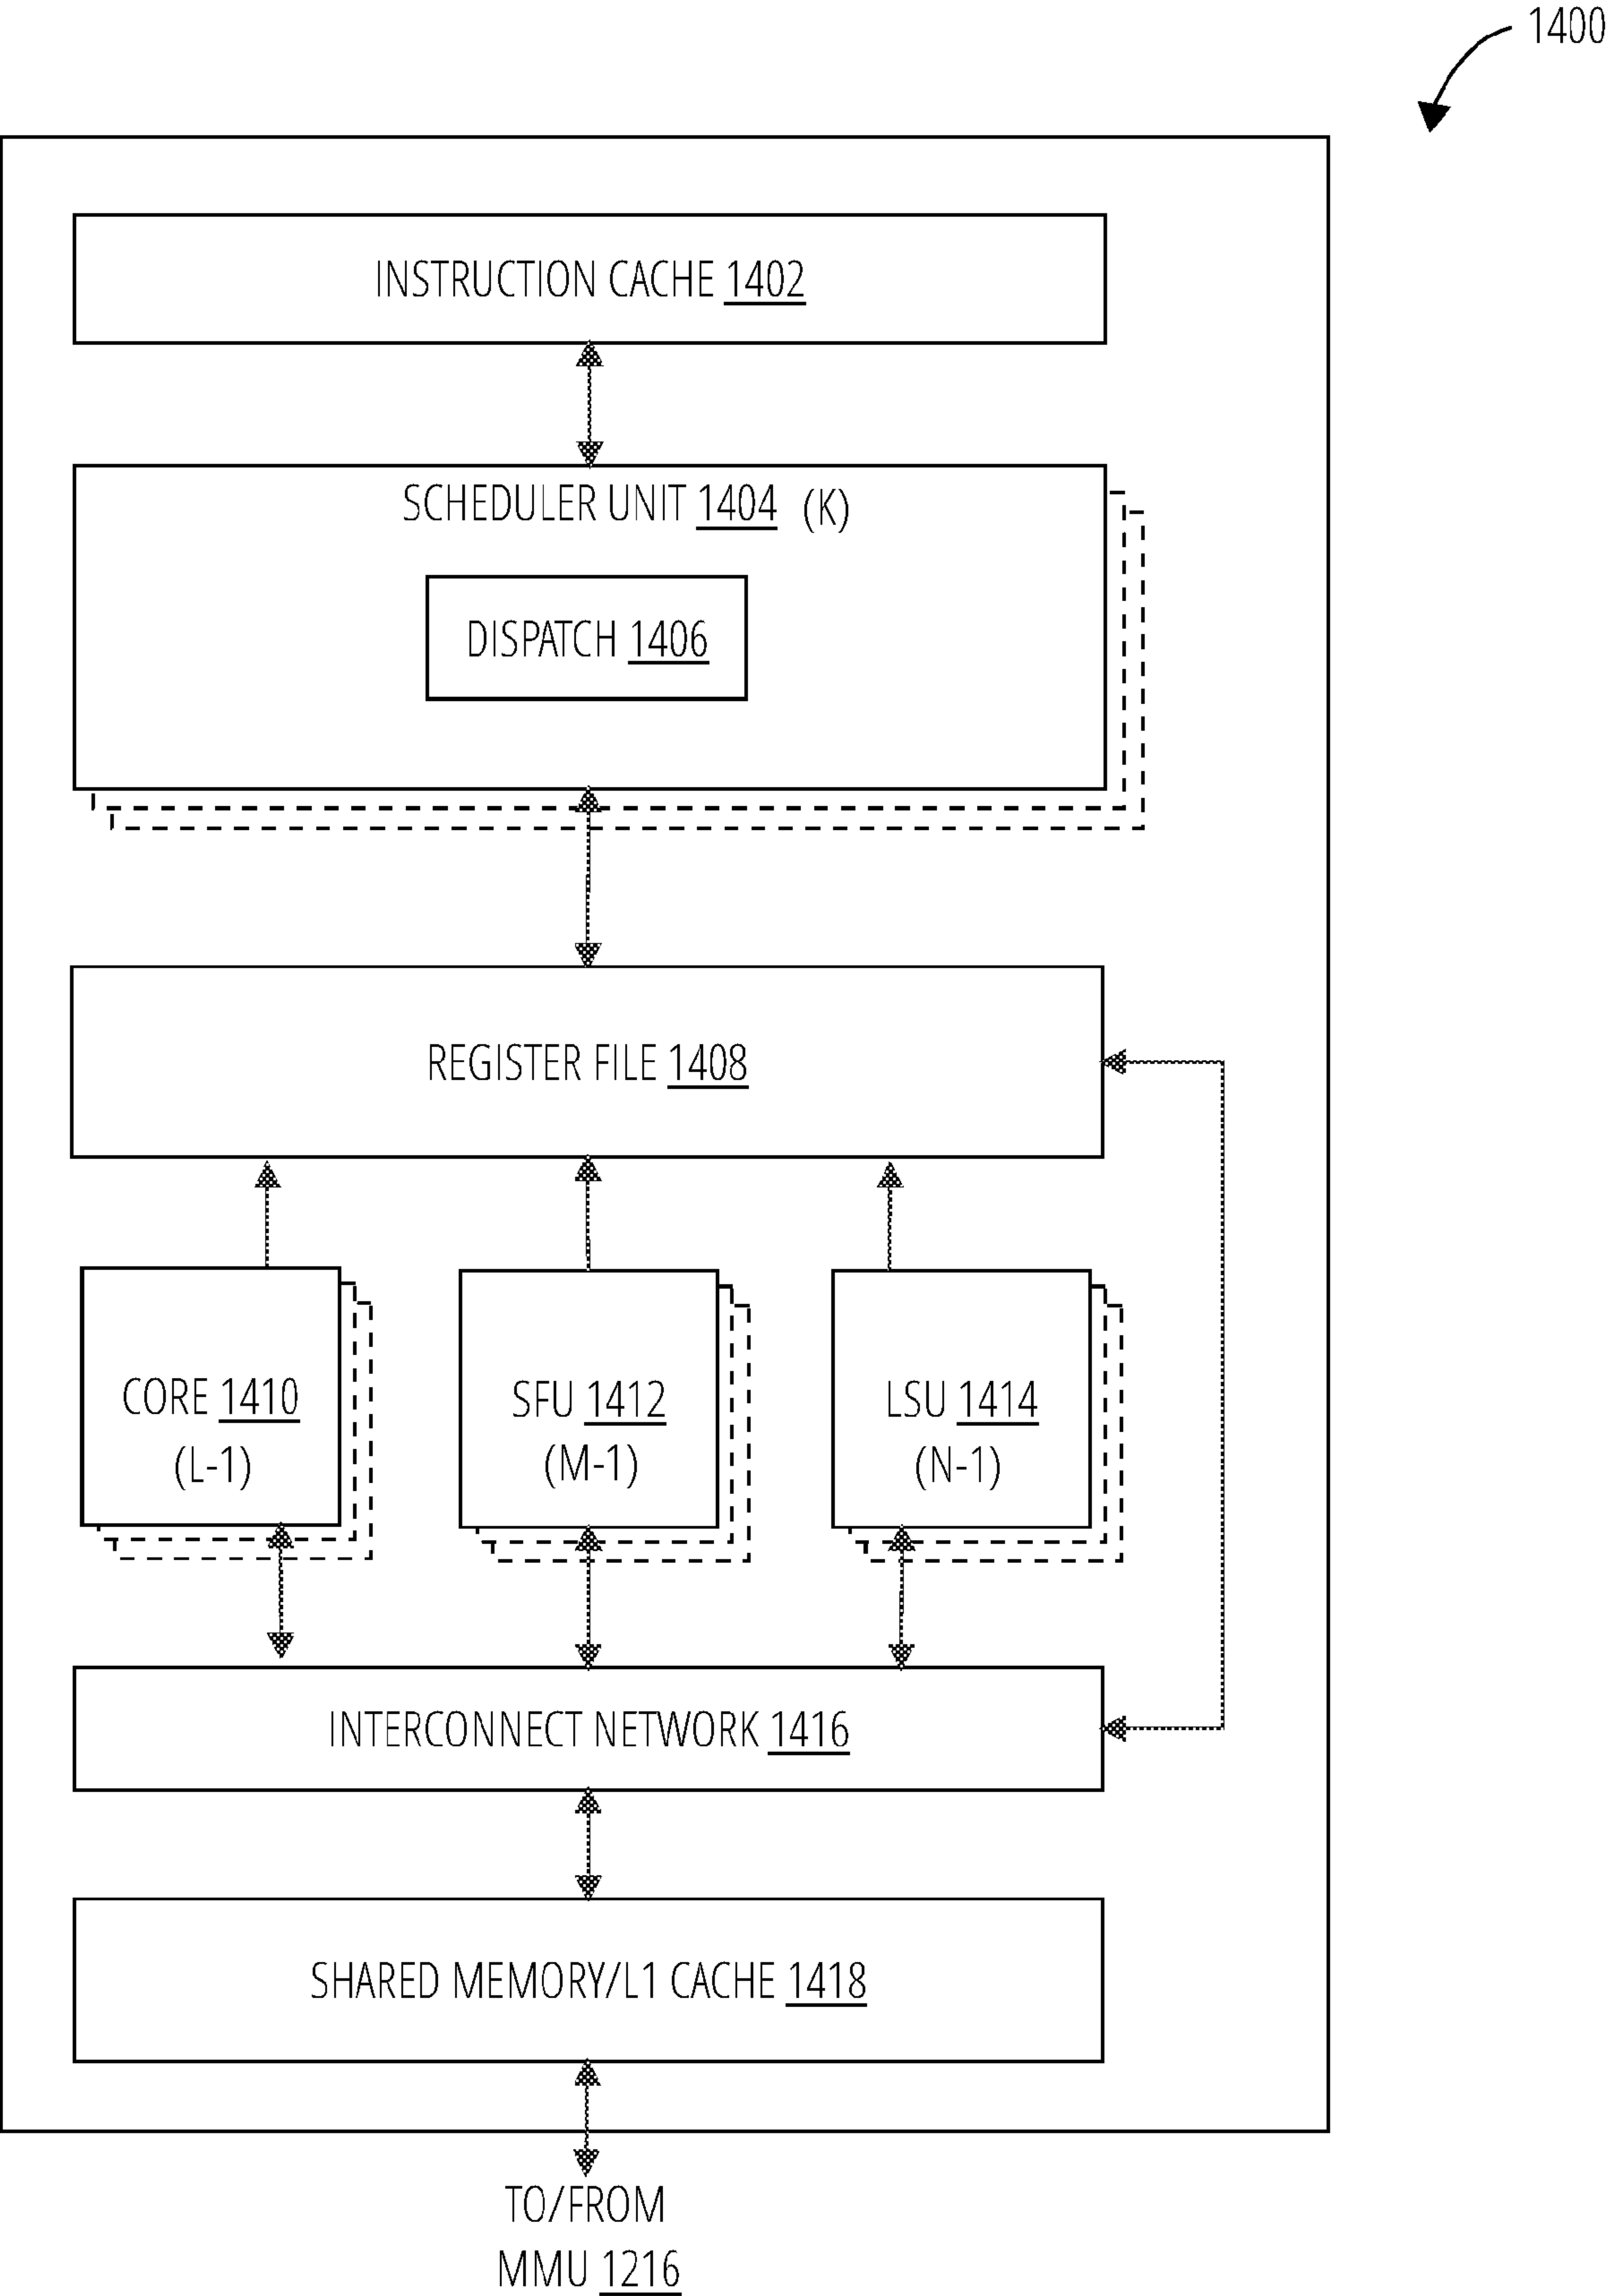 1400
INSTRUCTION CACHE 1402
SCHEDULER UNIT 1404 (K)
DISPATCH 1406
REGISTER FILE 1408
CORE 1410
(L-1)
SFU 1412
(M-1)
LSU 1414
(N-1)
INTERCONNECT NETWORK 1416
SHARED MEMORY/L1 CACHE 1418
TO/FROM
MMU 1216